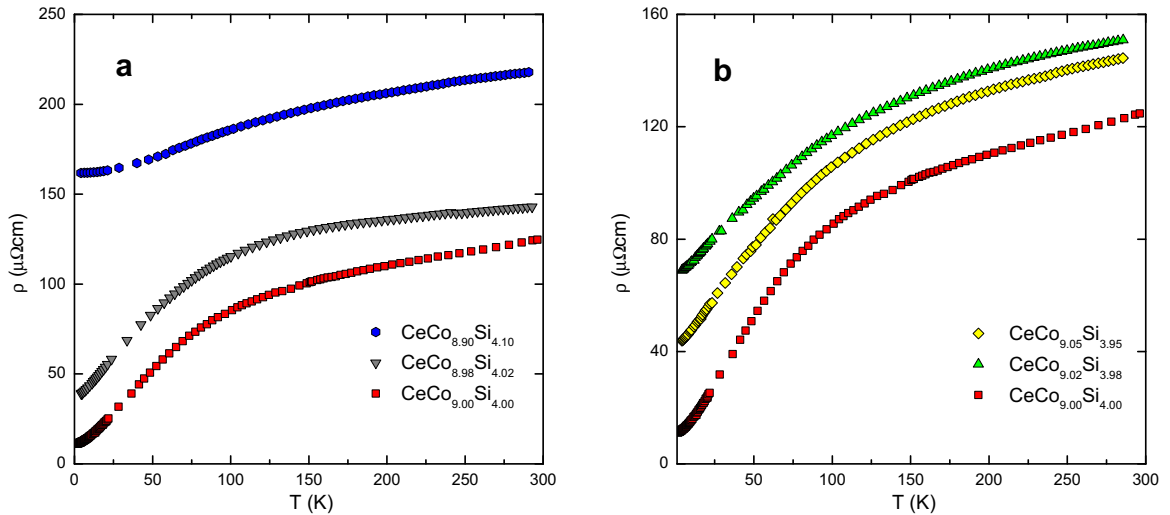 250
200
150
100
50
0
ρ (μΩcm)
a
CeCo8.90Si4.10
CeCo8.98Si4.02
CeCo9.00Si4.00
0 50 100 150 200 250 300
T (K)
160
120
80
40
0
ρ (μΩcm)
b
CeCo9.05Si3.95
CeCo9.02Si3.98
CeCo9.00Si4.00
50 100 150 200 250 300
T (K)